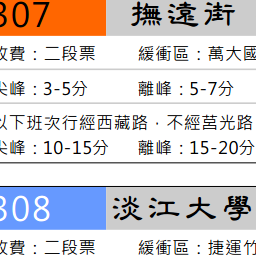 307 撫遠街
收費：二段票 緩衝區：萬大國
尖峰：3-5分 離峰：5-7分
以下班次行經西藏路，不經莒光路
尖峰：10-15分 離峰：15-20分
308 淡江大學
收費：二段票 緩衝區：捷運竹